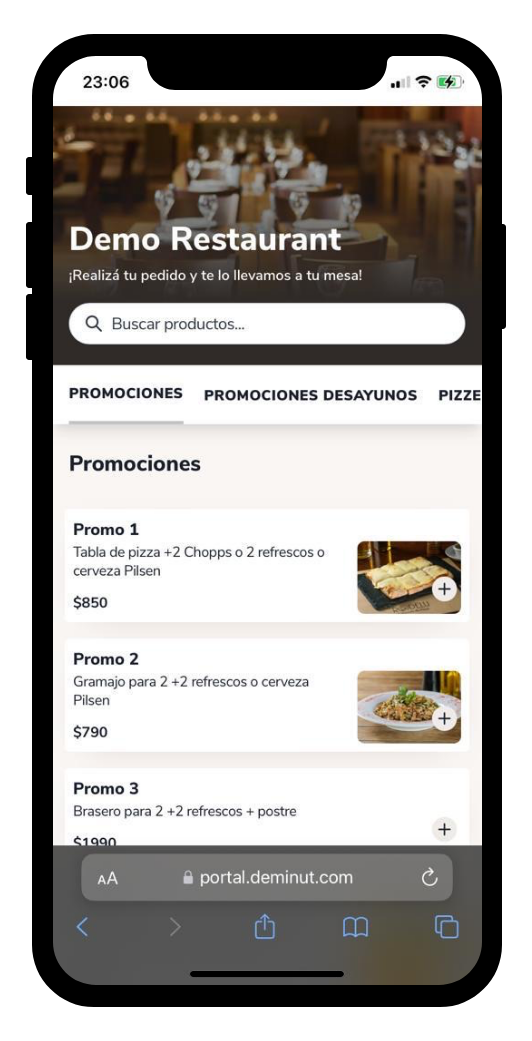 23:06
Demo Restaurant
¡Realizá tu pedido y te lo llevamos a tu mesa!
Buscar productos...
PROMOCIONES PROMOCIONES DESAYUNOS PIZZE
Promociones
Promo 1
Tabla de pizza +2 Chopps o 2 refrescos o
cerveza Pilsen
$850
Promo 2
Gramajo para 2 +2 refrescos o cerveza
Pilsen
$790
Promo 3
Brasero para 2 +2 refrescos + postre
$1990
AA portal.deminut.com